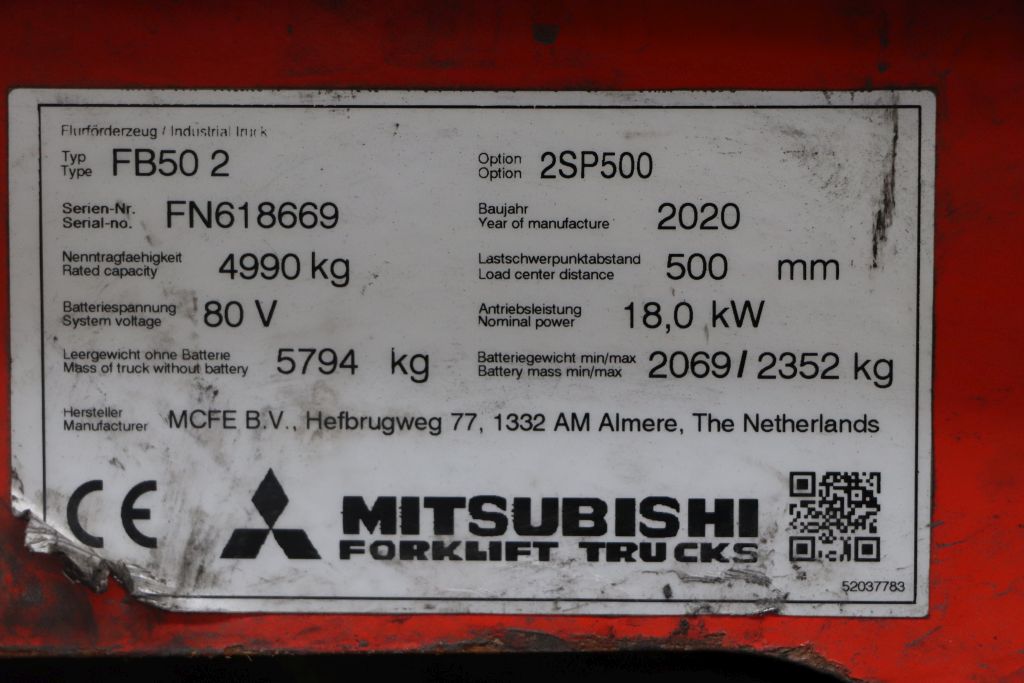 Flurförderzeug / Industrial truck
Typ
Type FB50 2
Option
Option 2SP500
Serien-Nr.
Serial-no. FN618669
Baujahr
Year of manufacture 2020
Nenntragfaehigkeit
Rated capacity 4990 kg
Lastschwerpunktabstand
Load center distance 500 mm
Batteriespannung
System voltage 80 V
Antriebsleistung
Nominal power 18,0 kW
Leergewicht ohne Batterie
Mass of truck without battery 5794 kg
Batteriegewicht min/max
Battery mass min/max 2069/2352 kg
Hersteller
Manufacturer MCFE B.V., Hefbrugweg 77, 1332 AM Almere, The Netherlands
CE
MITSUBISHI
FORKLIFT TRUCKS
52037783